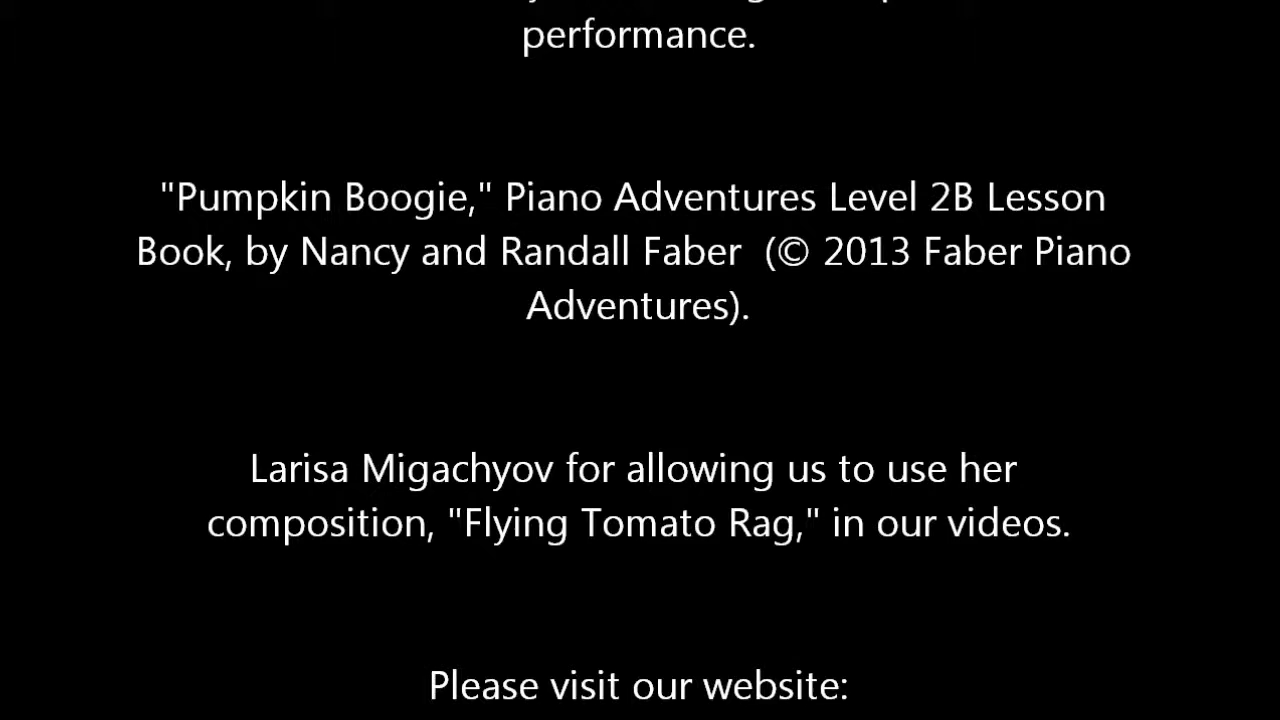 performance.
"Pumpkin Boogie," Piano Adventures Level 2B Lesson
Book, by Nancy and Randall Faber  (© 2013 Faber Piano
Adventures).
Larisa Migachyov for allowing us to use her
composition, "Flying Tomato Rag," in our videos.
Please visit our website: